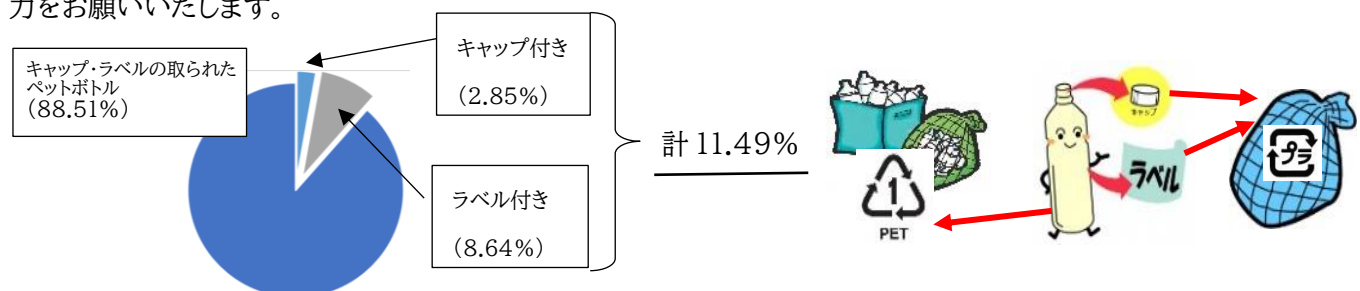 力をお願いいたします。
キャップ・ラベルの取られた
ペットボトル
(88.51%)
キャップ付き
(2.85%)
ラベル付き
(8.64%)
計 11.49%
1
PET
キャップ
ラベル
プラ